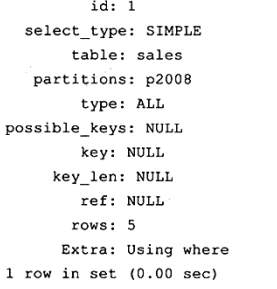 id: 1
select_type: SIMPLE
table: sales
partitions: p2008
type: ALL
possible_keys: NULL
key: NULL
key_len: NULL
ref: NULL
rows: 5
Extra: Using where
1 row in set (0.00 sec)